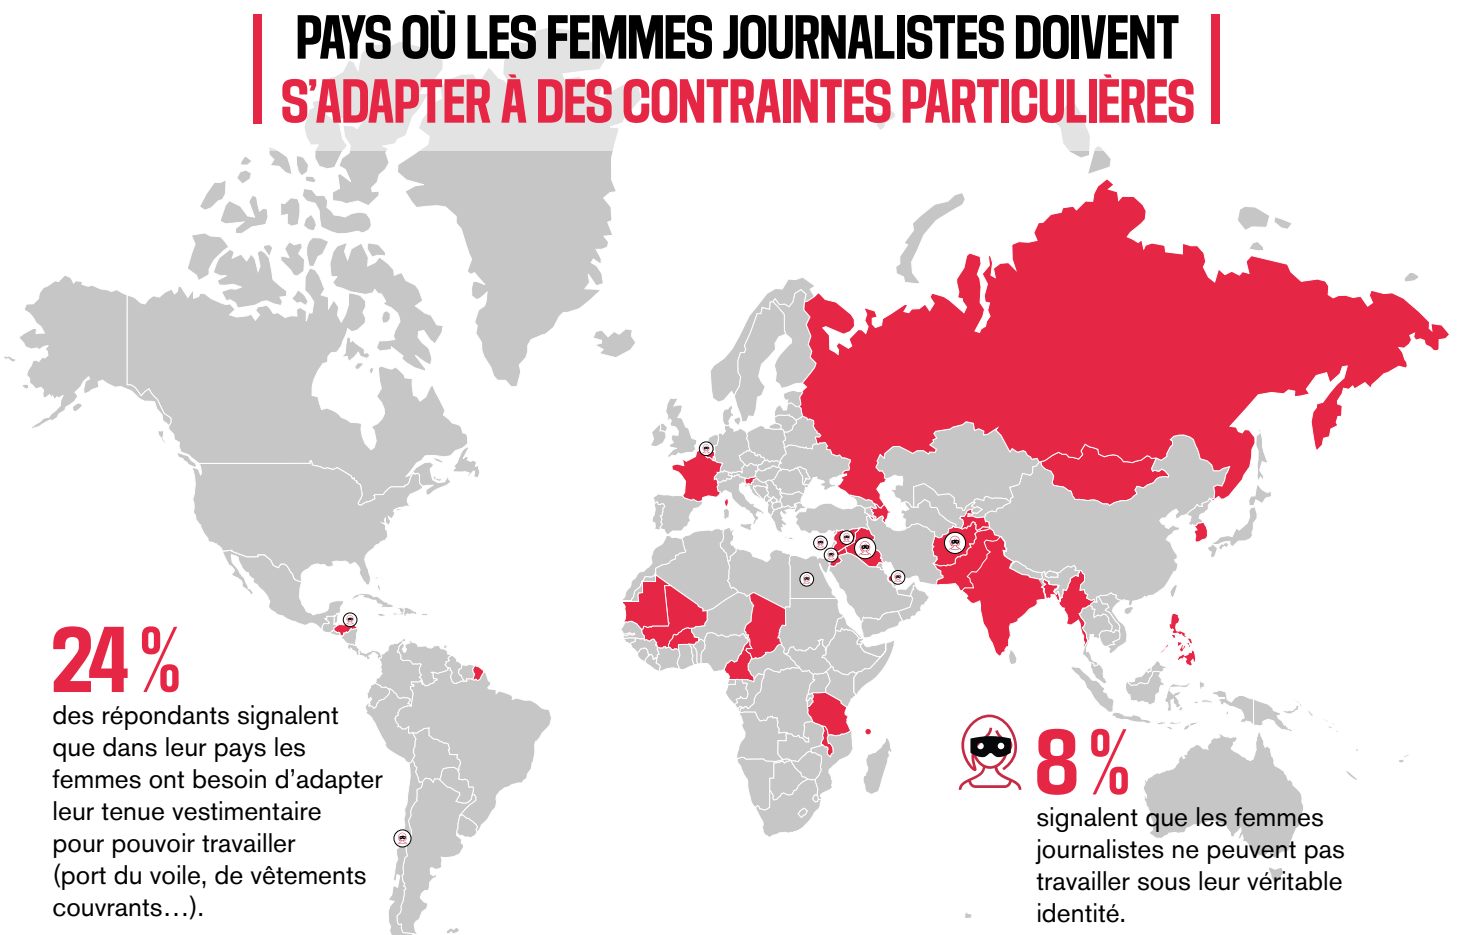 PAYS OÙ LES FEMMES JOURNALISTES DOIVENT
S’ADAPTER À DES CONTRAINTES PARTICULIÈRES
24 %
des répondants signalent
que dans leur pays les
femmes ont besoin d’adapter
leur tenue vestimentaire
pour pouvoir travailler
(port du voile, de vêtements
couvrants…).
8 %
signalent que les femmes
journalistes ne peuvent pas
travailler sous leur véritable
identité.